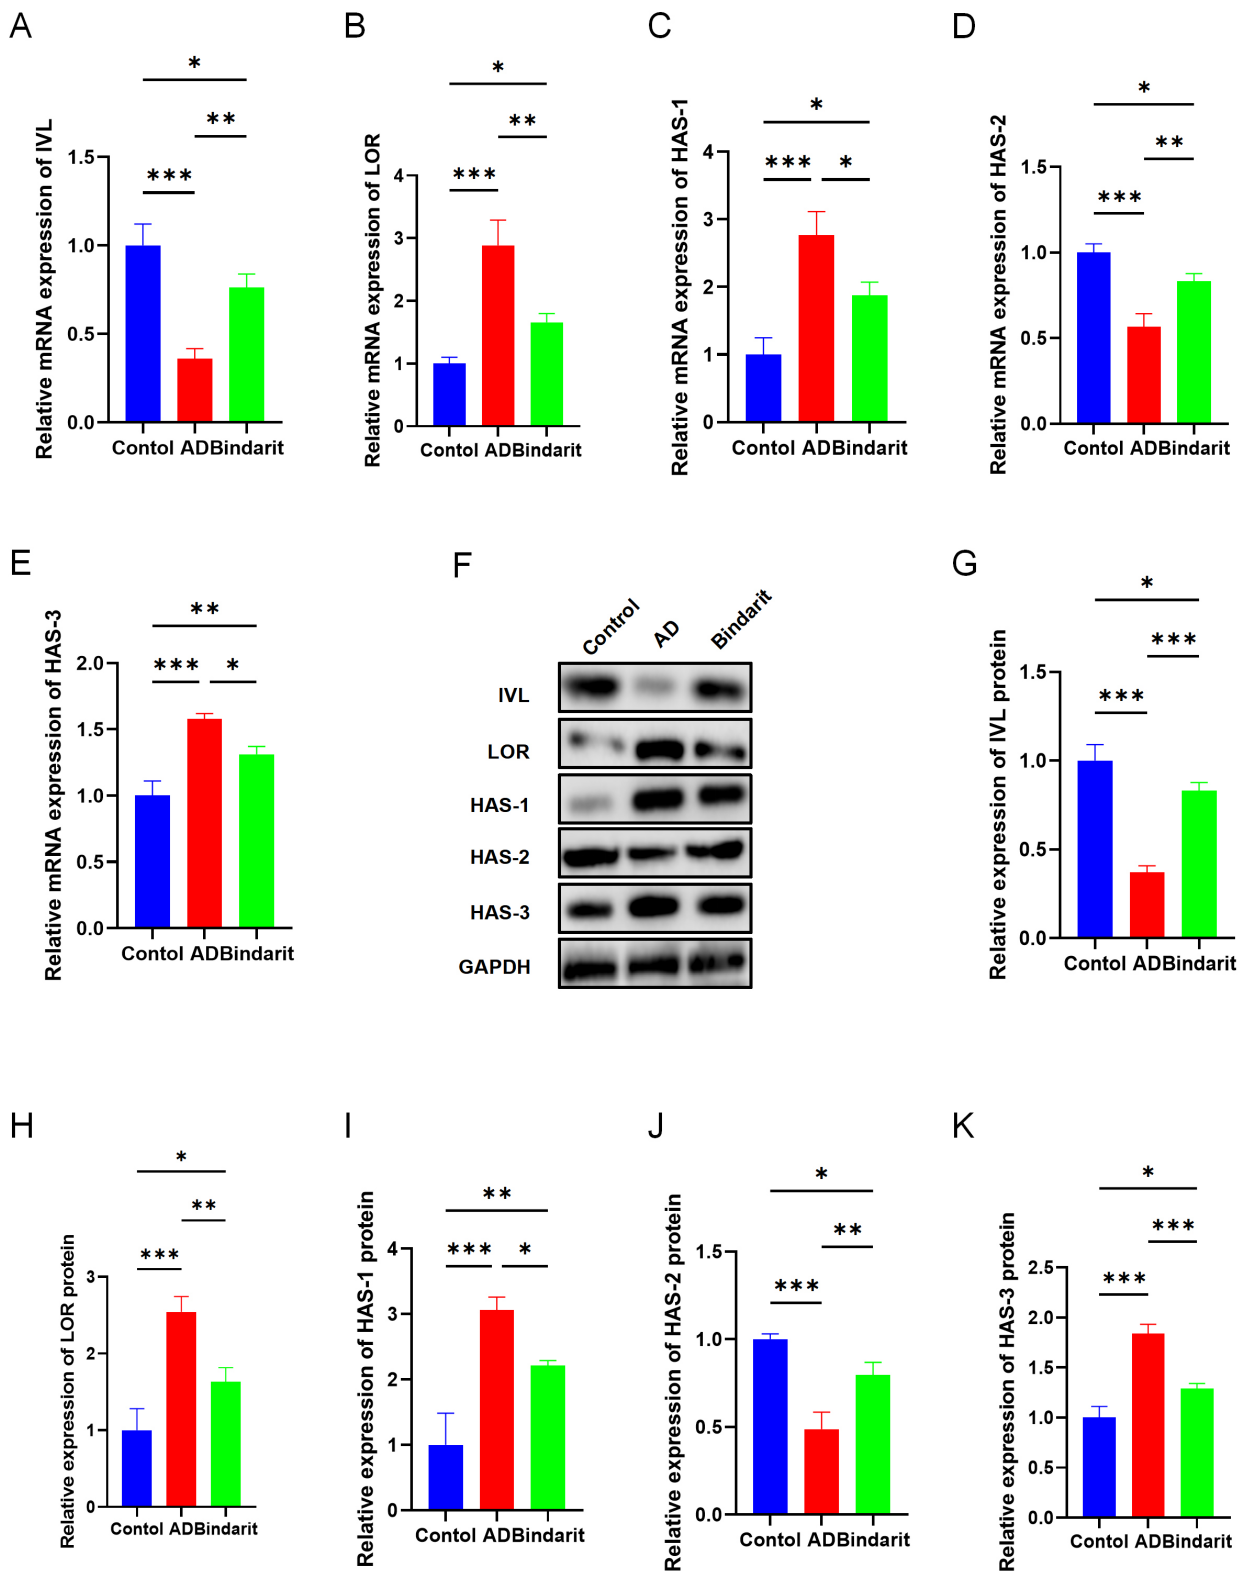 A
B
C
D
Relative mRNA expression of IVL
*
**
***
1.5
1.0
0.5
0.0
Contol ADBindarit
Relative mRNA expression of LOR
*
**
***
4
3
2
1
0
Contol ADBindarit
Relative mRNA expression of HAS-1
*
*** *
4
3
2
1
0
Contol ADBindarit
Relative mRNA expression of HAS-2
*
**
***
1.5
1.0
0.5
0.0
Contol ADBindarit
E
F
G
Relative mRNA expression of HAS-3
**
*** *
2.0
1.5
1.0
0.5
0.0
Contol ADBindarit
Control AD Bindarit
IVL
LOR
HAS-1
HAS-2
HAS-3
GAPDH
Relative expression of IVL protein
*
***
***
1.5
1.0
0.5
0.0
Contol ADBindarit
H
I
J
K
Relative expression of LOR protein
*
**
***
3
2
1
0
Contol ADBindarit
Relative expression of HAS-1 protein
**
*** *
4
3
2
1
0
Contol ADBindarit
Relative expression of HAS-2 protein
*
**
***
1.5
1.0
0.5
0.0
Contol ADBindarit
Relative expression of HAS-3 protein
*
***
***
2.5
2.0
1.5
1.0
0.5
0.0
Contol ADBindarit